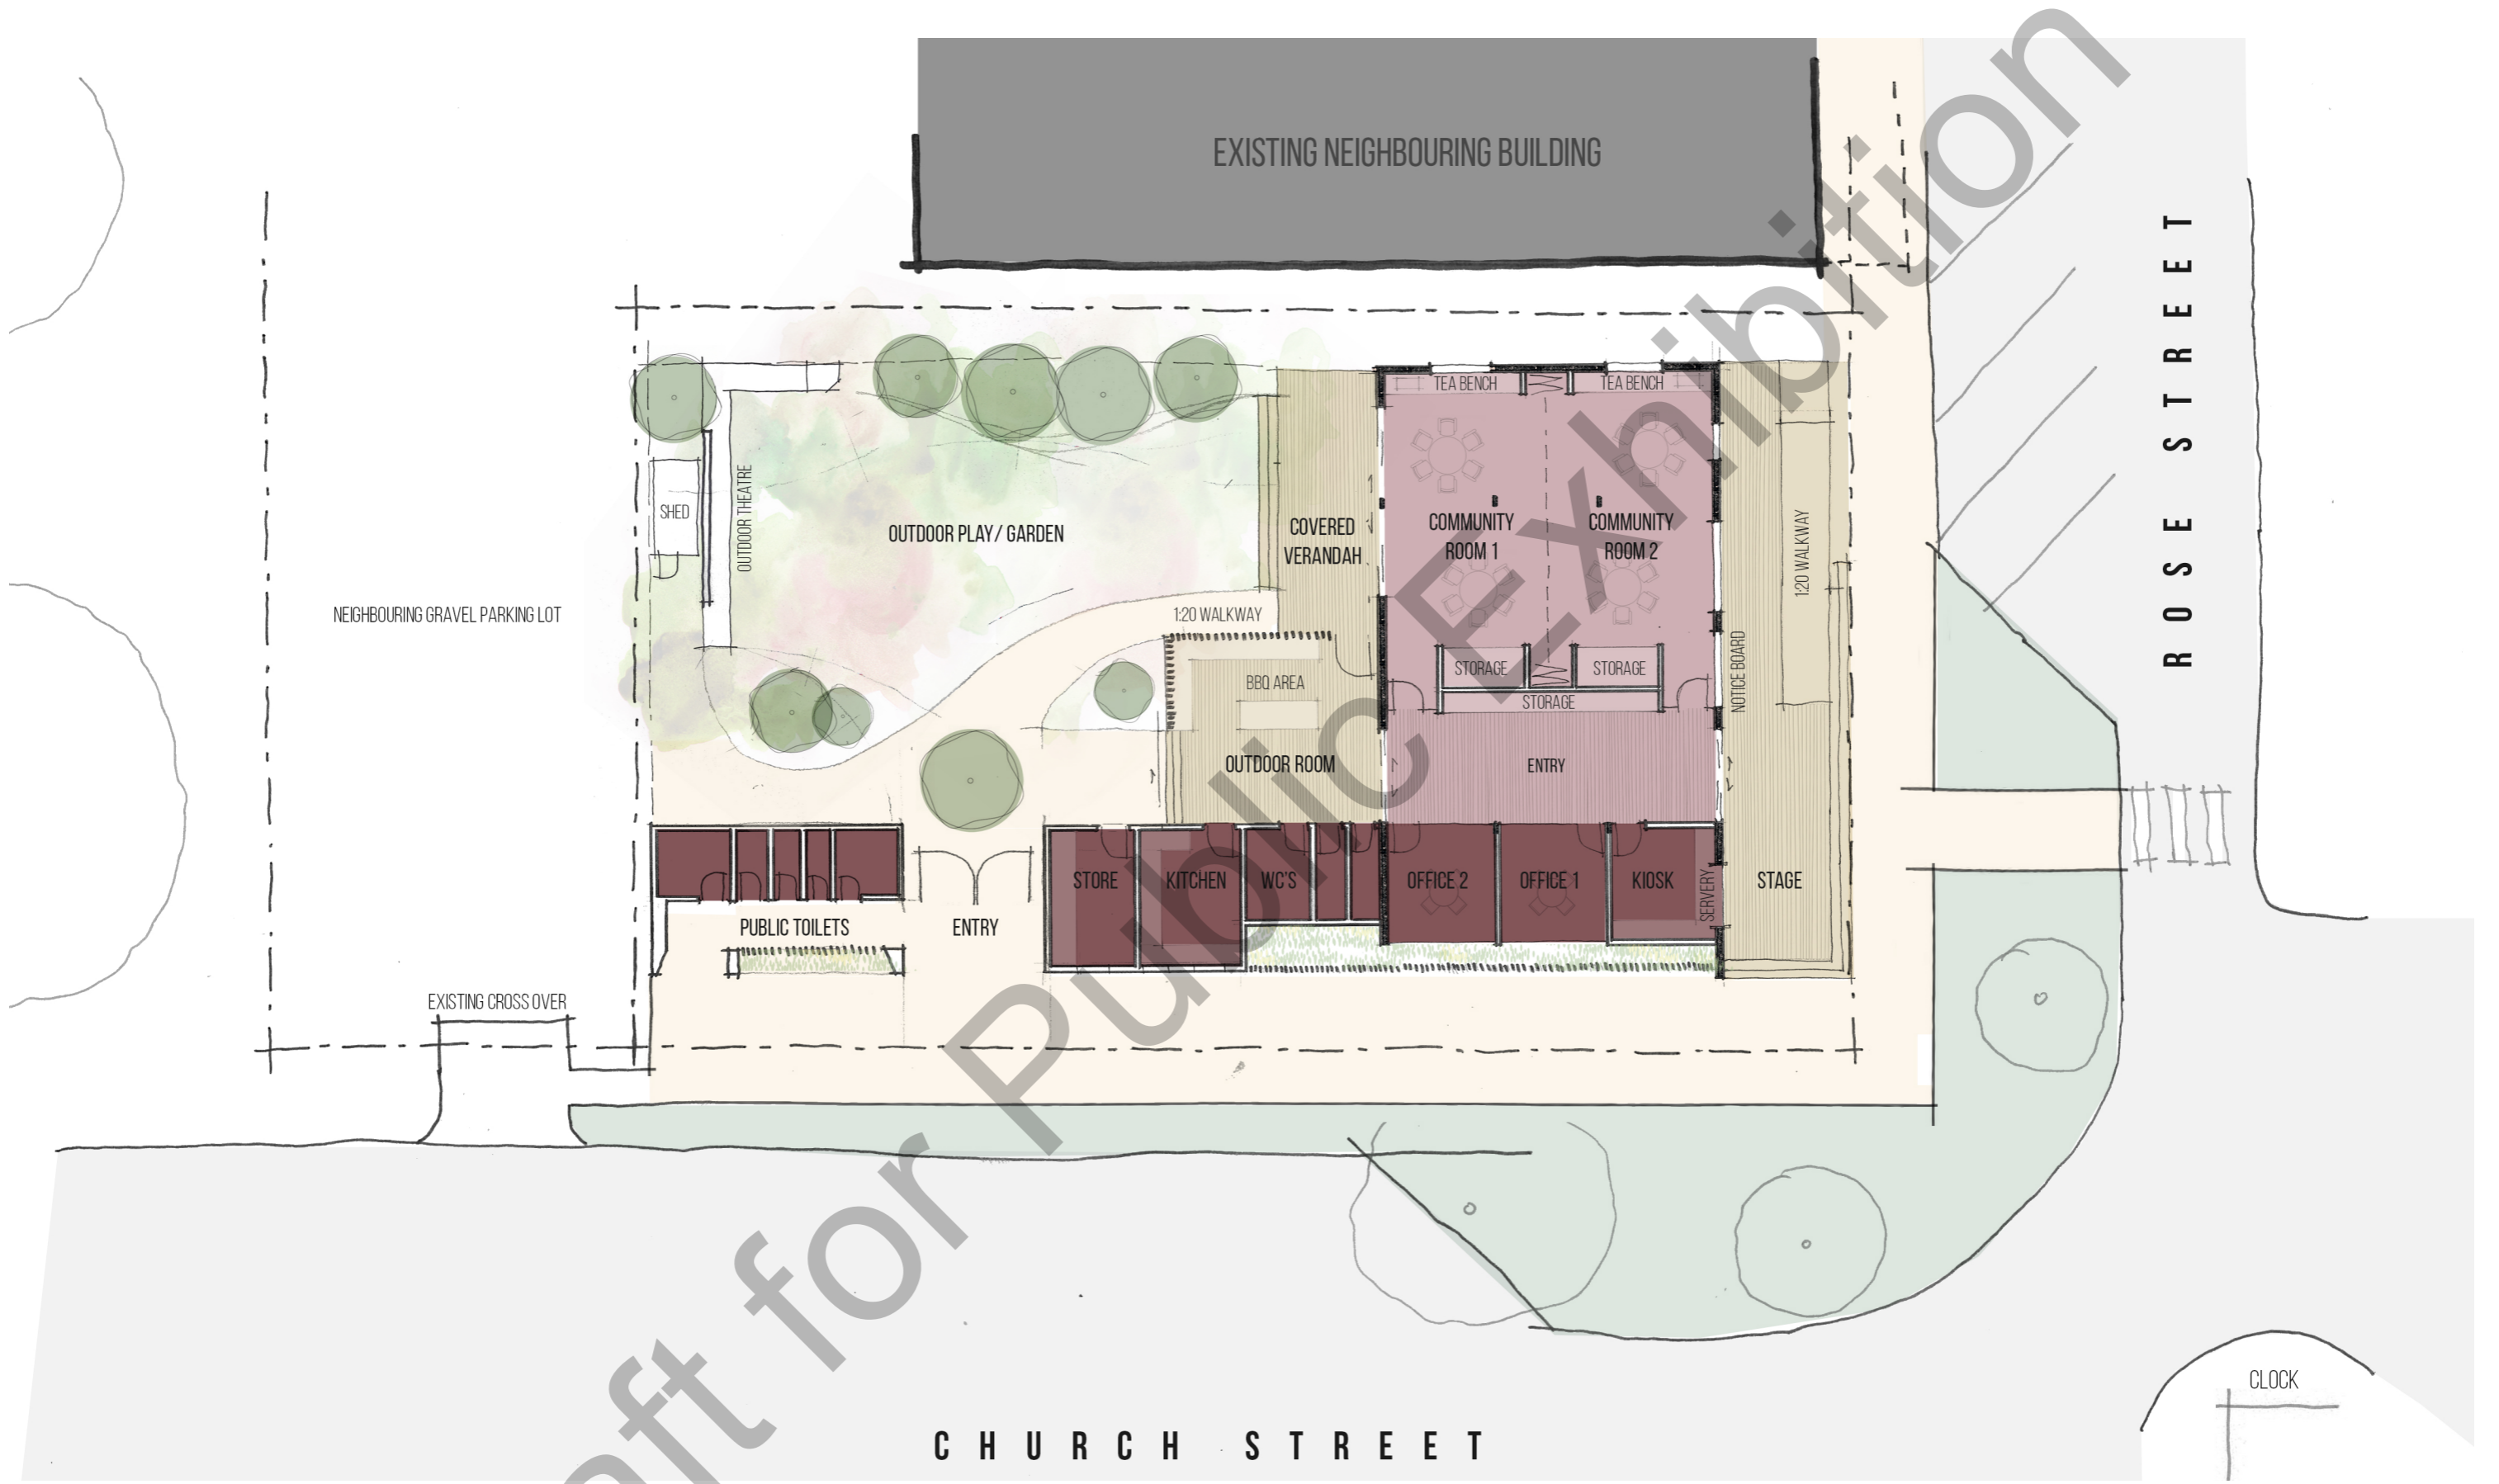 EXISTING NEIGHBOURING BUILDING
ROSE STREET
TEA BENCH
TEA BENCH
SHED
OUTDOOR THEATRE
OUTDOOR PLAY/ GARDEN
COVERED
VERANDAH
COMMUNITY
ROOM 1
COMMUNITY
ROOM 2
1:20 WALKWAY
NEIGHBOURING GRAVEL PARKING LOT
1:20 WALKWAY
BBQ AREA
STORAGE
STORAGE
STORAGE
NOTICE BOARD
OUTDOOR ROOM
ENTRY
STORE
KITCHEN
WC'S
OFFICE 2
OFFICE 1
KIOSK
SERVERY
STAGE
PUBLIC TOILETS
ENTRY
EXISTING CROSS OVER
CLOCK
CHURCH STREET
aft for Public Exhibition